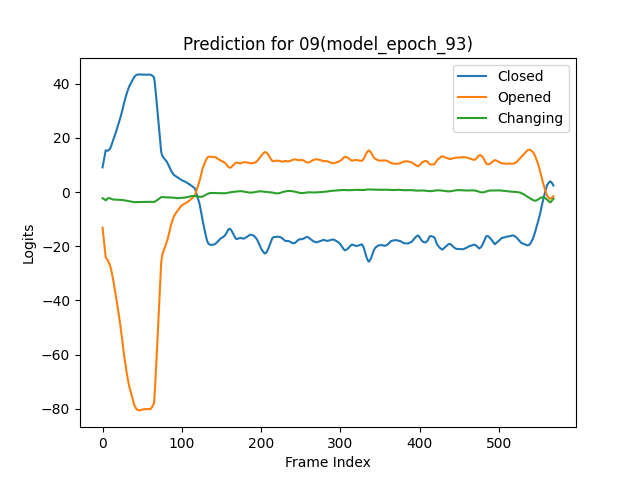 Prediction for 09(model_epoch_93)
Closed
Opened
Changing
40
20
0
−20
−40
−60
−80
Logits
0 100 200 300 400 500
Frame Index